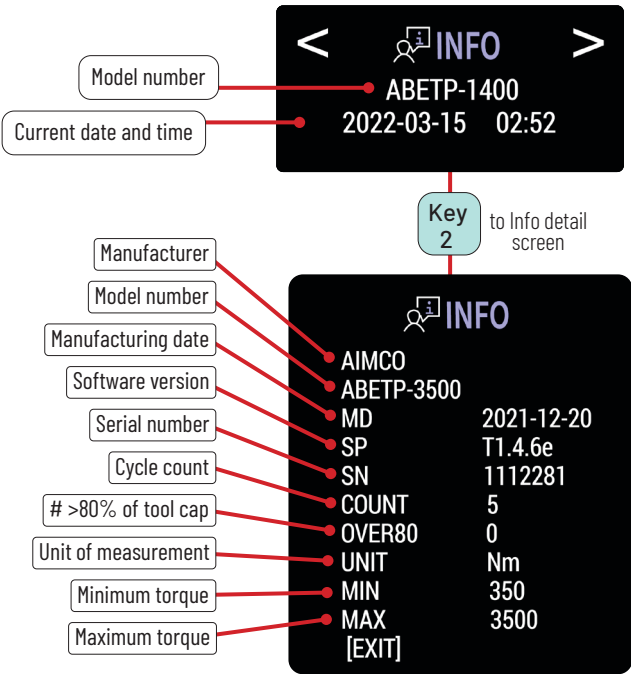 < i INFO >
Model number
ABETP-1400
Current date and time
2022-03-15 02:52
Key
2
to Info detail
screen
i INFO
Manufacturer
AIMCO
Model number
ABETP-3500
Manufacturing date
MD 2021-12-20
Software version
SP T1.4.6e
Serial number
SN 1112281
Cycle count
COUNT 5
# >80% of tool cap
OVER80 0
Unit of measurement
UNIT Nm
Minimum torque
MIN 350
Maximum torque
MAX 3500
[EXIT]